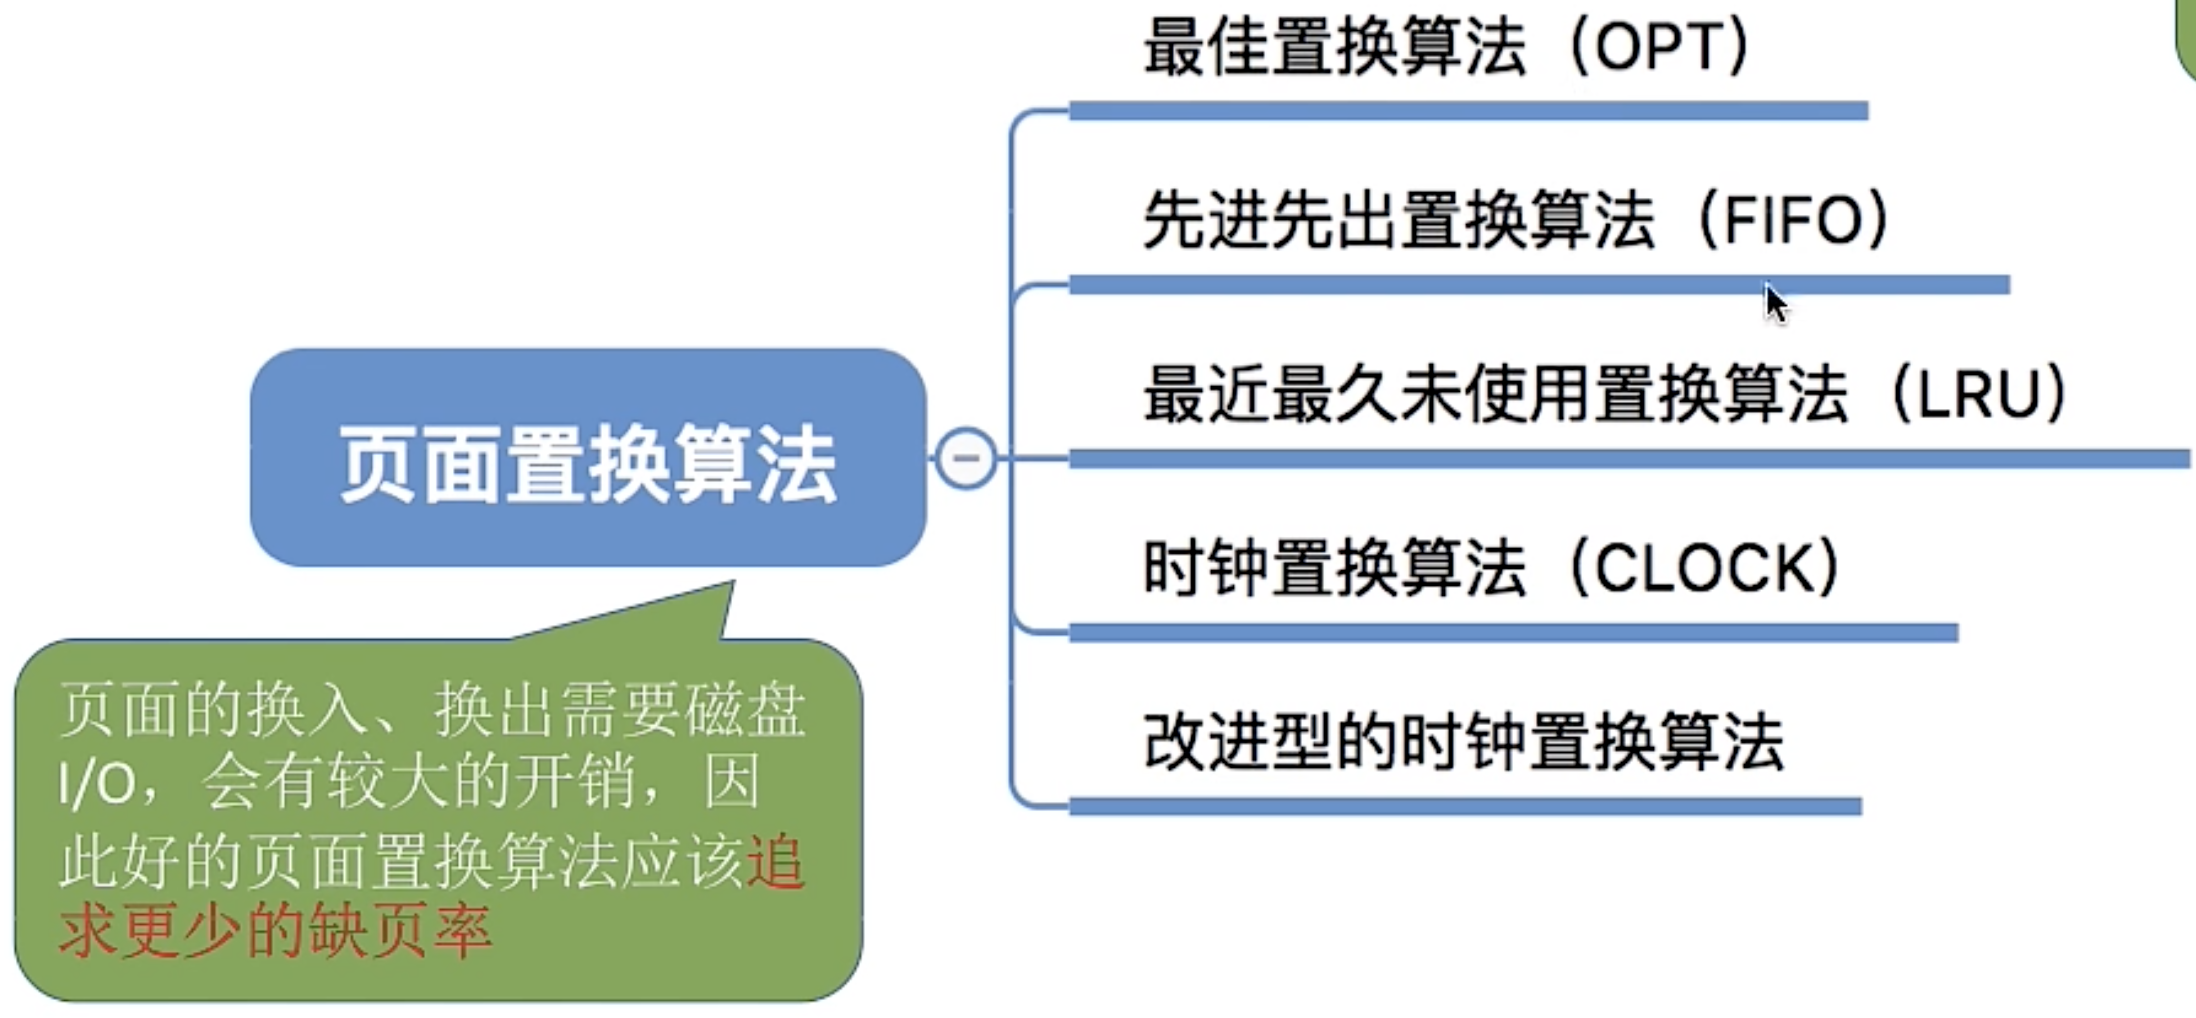 最佳置换算法（OPT）
先进先出置换算法（FIFO）
最近最久未使用置换算法（LRU）
页面置换算法
时钟置换算法（CLOCK）
改进型的时钟置换算法
页面的换入、换出需要磁盘
I/O，会有较大的开销，因
此好的页面置换算法应该追
求更少的缺页率